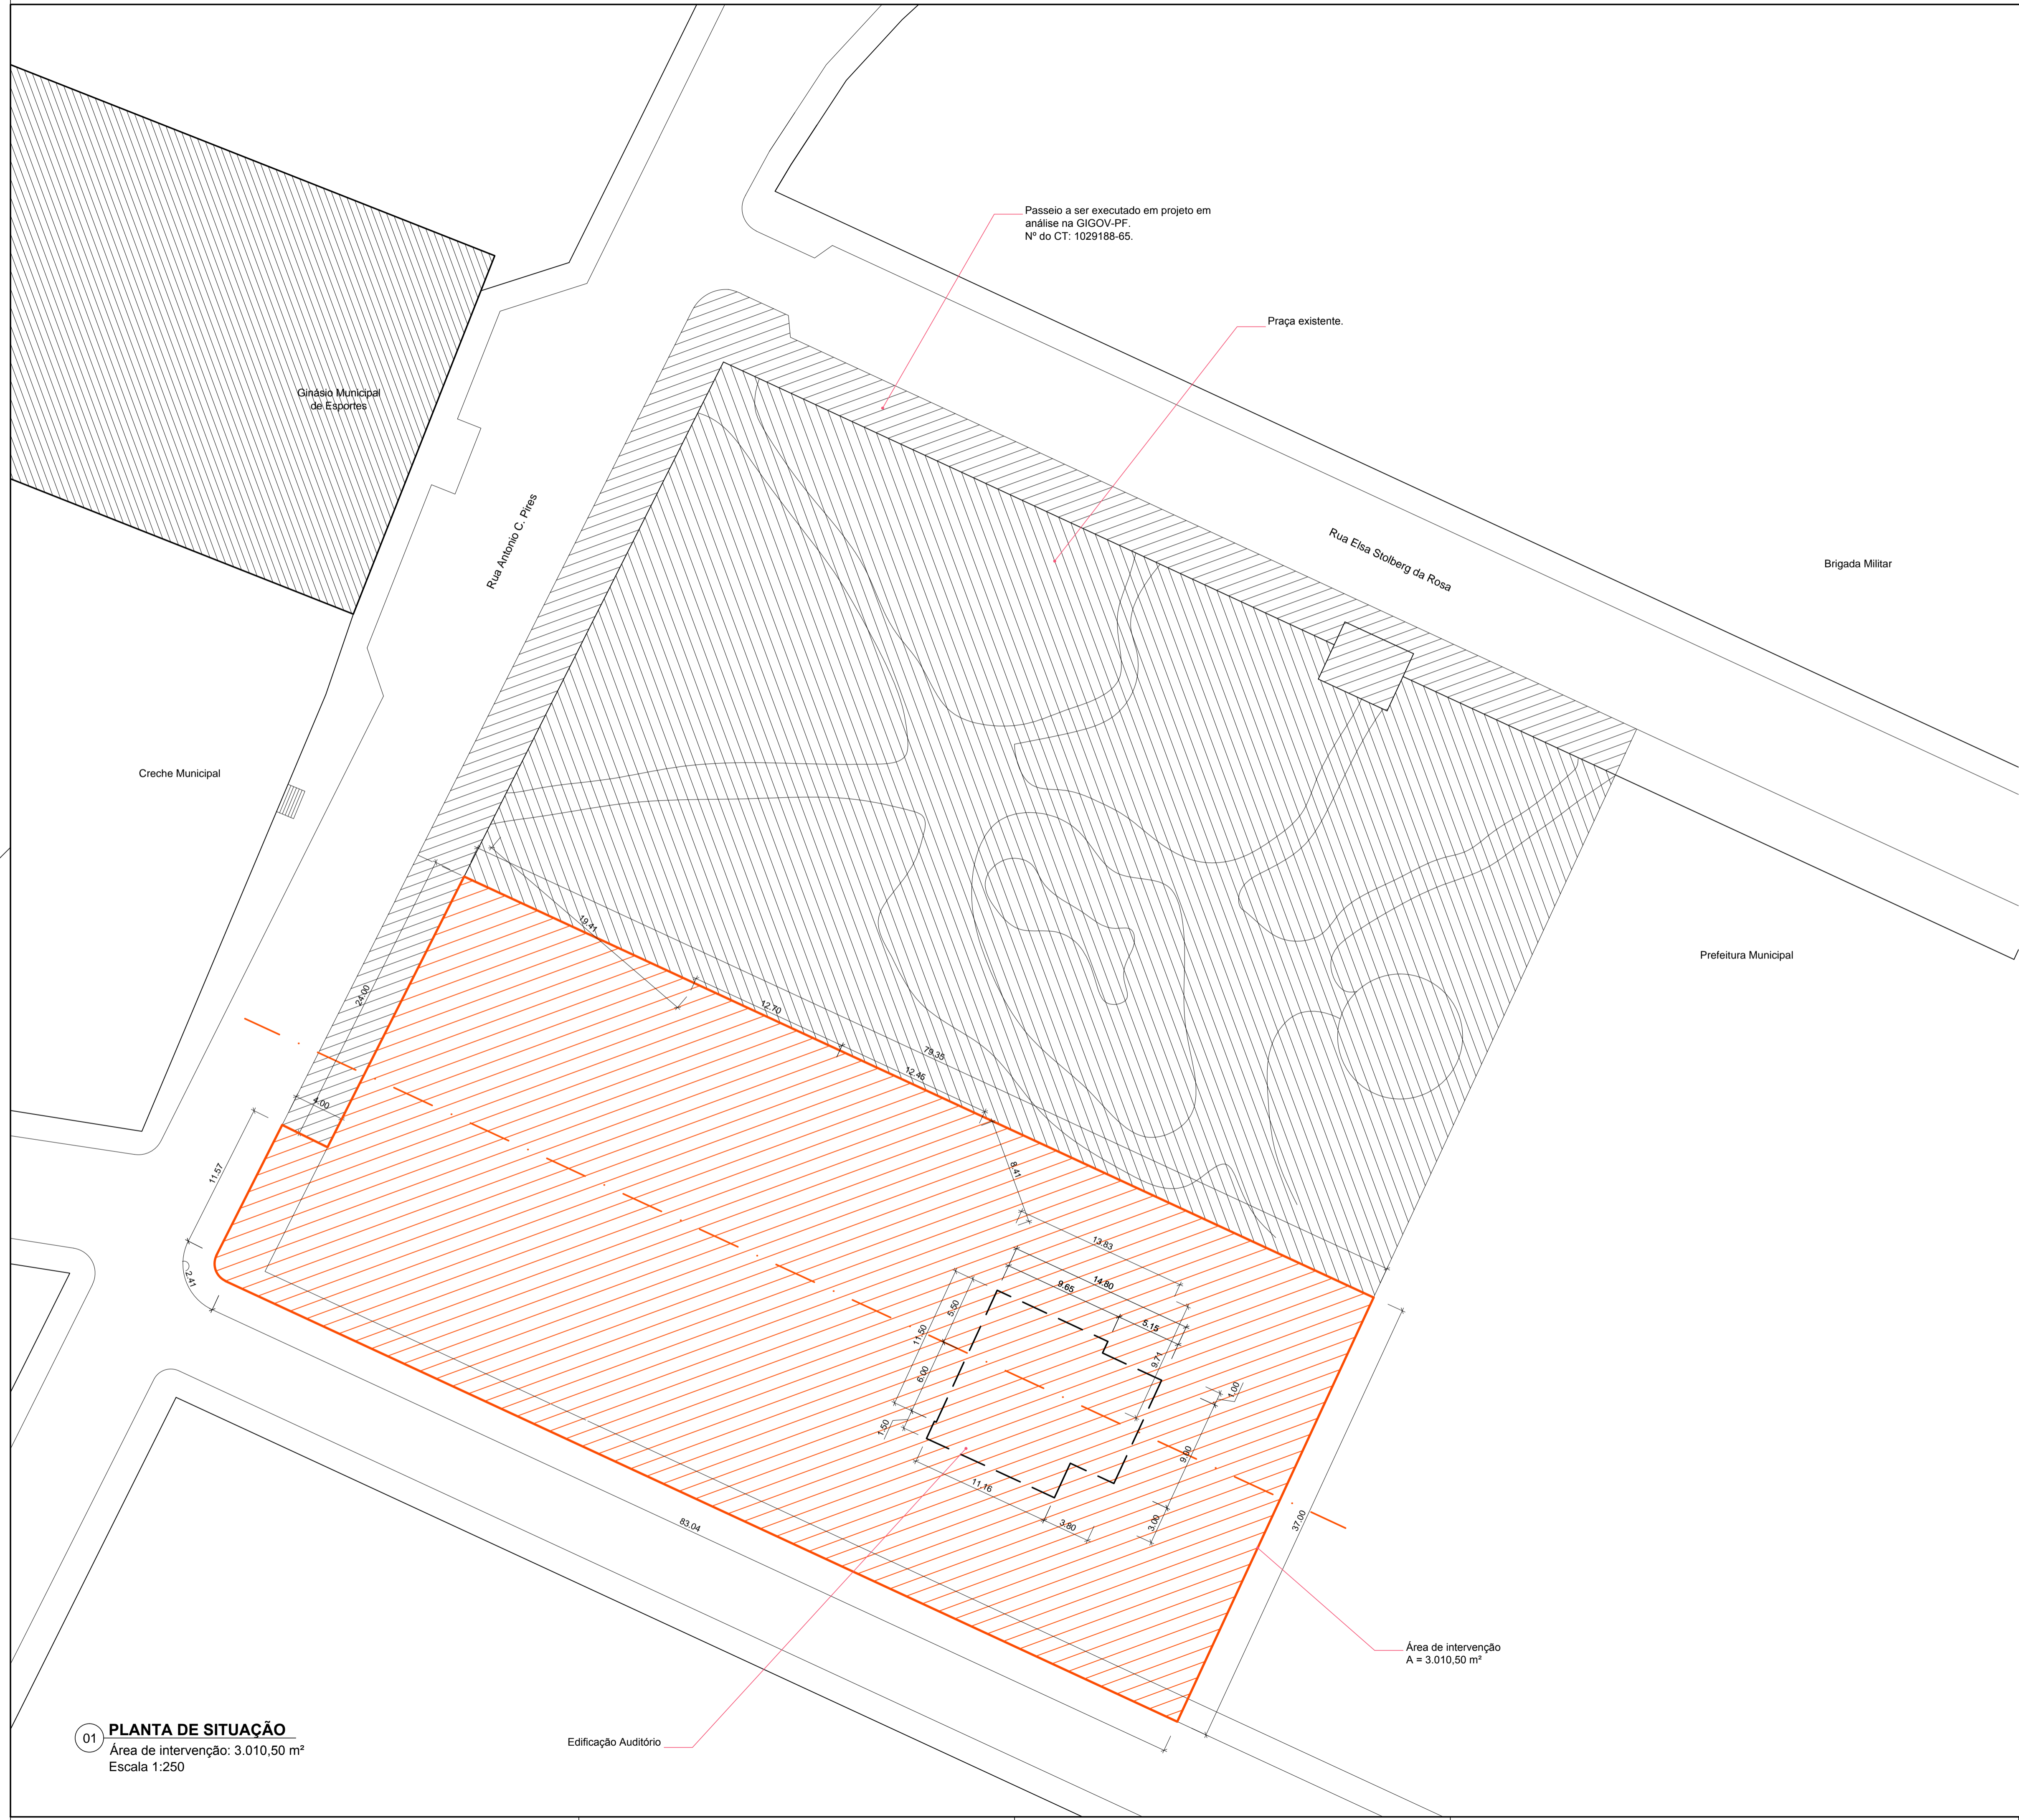 Passeio a ser executado em projeto em
análise na GIGOV-PF.
Nº do CT: 1029188-65.
Praça existente.
Ginásio Municipal
de Esportes
Rua Antonio C. Pires
Rua Elsa Stolberg da Rosa
Brigada Militar
Creche Municipal
Prefeitura Municipal
19.41
24.00
12.70
79.35
12.46
4.00
11.57
8.41
2.41
13.83
14.80
9.65
5.50
11.50
5.15
9.71
6.00
1.00
1.50
9.00
11.16
3.80
3.00
37.00
83.04
Área de intervenção
A = 3.010,50 m²
Edificação Auditório
01
PLANTA DE SITUAÇÃO
Área de intervenção: 3.010,50 m²
Escala 1:250